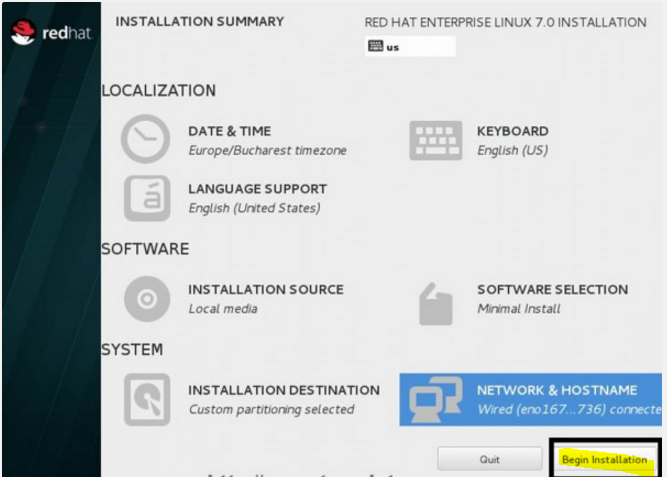 redhat
INSTALLATION SUMMARY
RED HAT ENTERPRISE LINUX 7.0 INSTALLATION
us
LOCALIZATION
DATE & TIME
Europe/Bucharest timezone
KEYBOARD
English (US)
LANGUAGE SUPPORT
English (United States)
SOFTWARE
INSTALLATION SOURCE
Local media
SOFTWARE SELECTION
Minimal Install
SYSTEM
INSTALLATION DESTINATION
Custom partitioning selected
NETWORK & HOSTNAME
Wired (eno167...736) connecte
Quit
Begin Installation